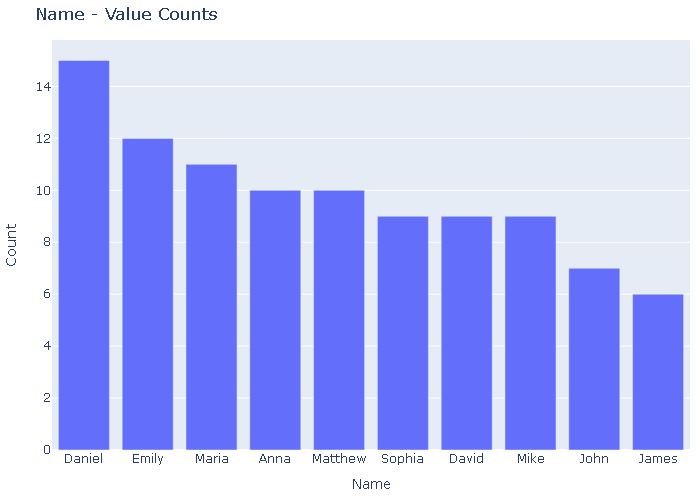 Name - Value Counts
14
12
10
8
6
4
2
0
Count
Daniel Emily Maria Anna Matthew Sophia David Mike John James
Name